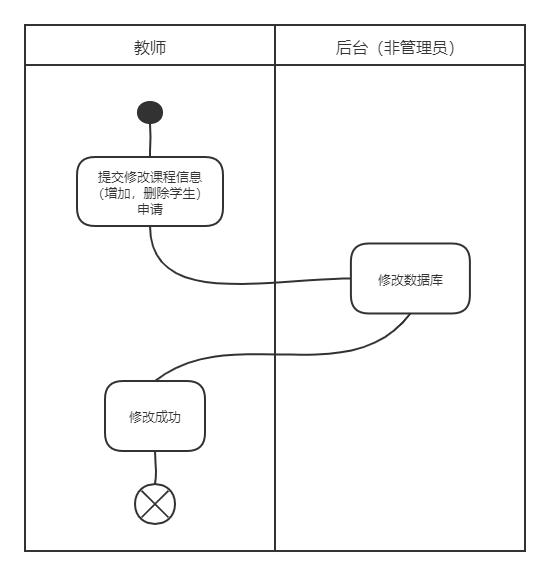 教师
后台（非管理员）
提交修改课程信息
（增加，删除学生）
申请
修改数据库
修改成功